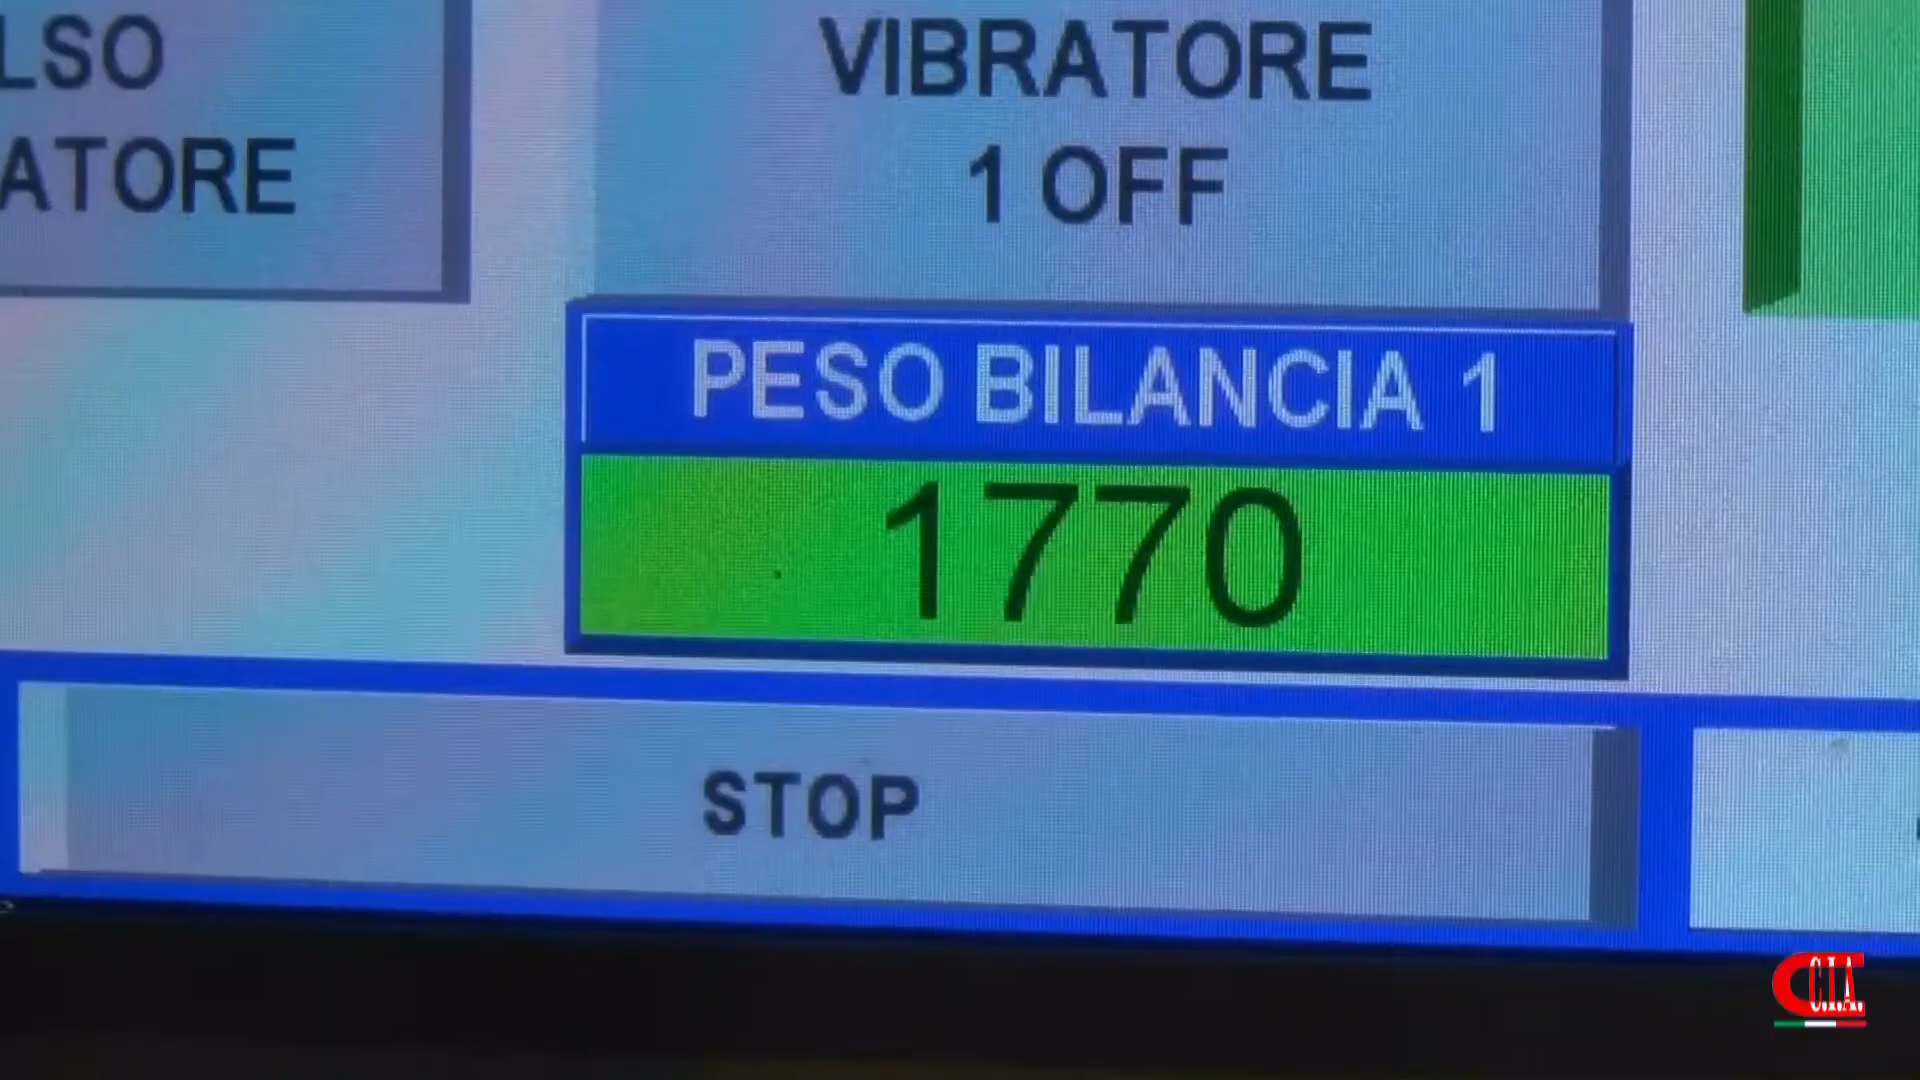 LSO
ATORE
VIBRATORE
1 OFF
PESO BILANCIA 1
1770
STOP
C.I.A.